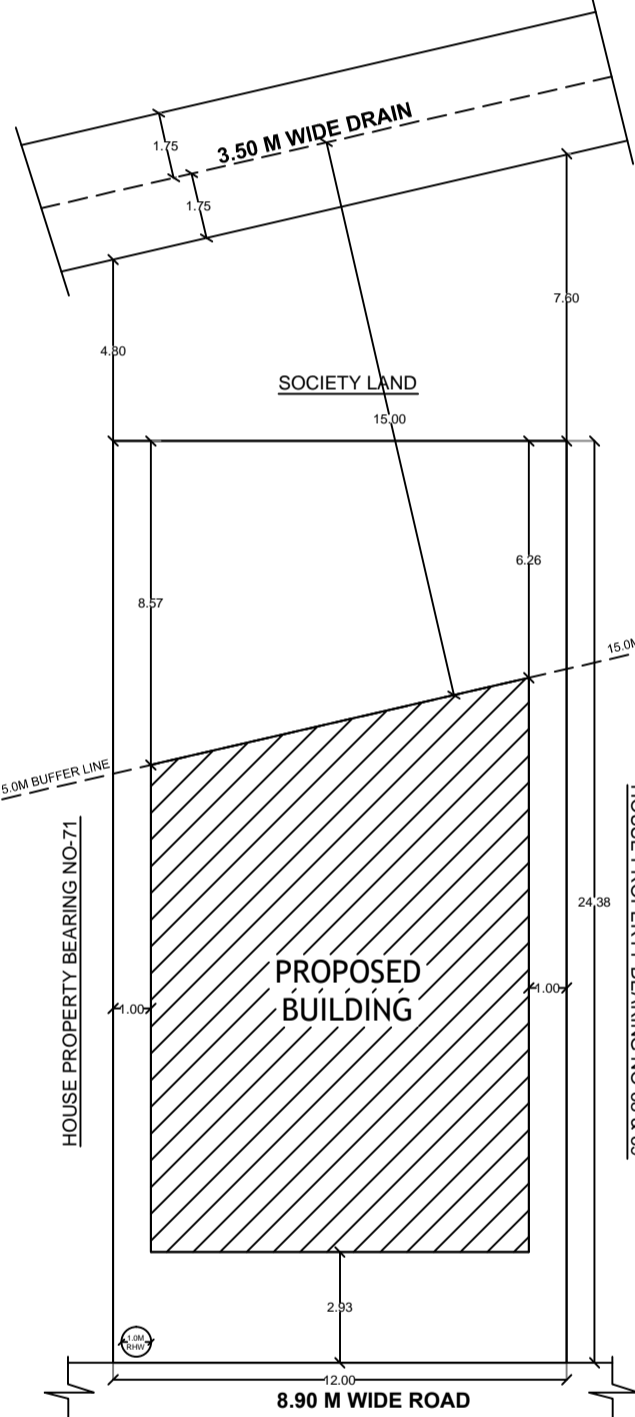 3.50 M WIDE DRAIN
1.75
1.75
7.60
4.80
SOCIETY LAND
15.00
6.26
8.57
15.0M
5.0M BUFFER LINE
HOUSE PROPERTY BEARING NO-71
24.38
PROPOSED
BUILDING
1.00
1.00
2.93
1.0M
RHW
12.00
8.90 M WIDE ROAD